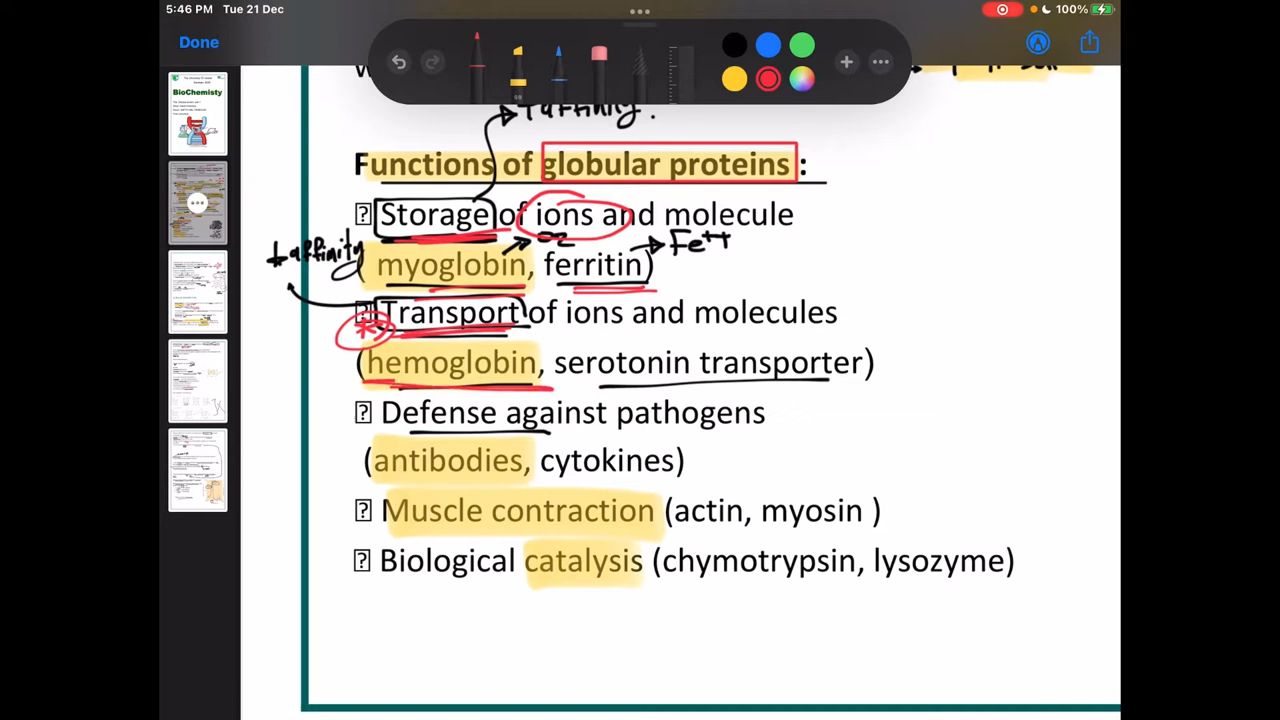 5:46 PM Tue 21 Dec
100%
Done
BioChemisty
affinity.
Functions of globular proteins :
Storage of ions and molecule
affinity
( myoglobin, ferritin) Fe++
Transport of ions and molecules
(hemoglobin, serotonin transporter)
Defense against pathogens
(antibodies, cytokines)
Muscle contraction (actin, myosin )
Biological catalysis (chymotrypsin, lysozyme)